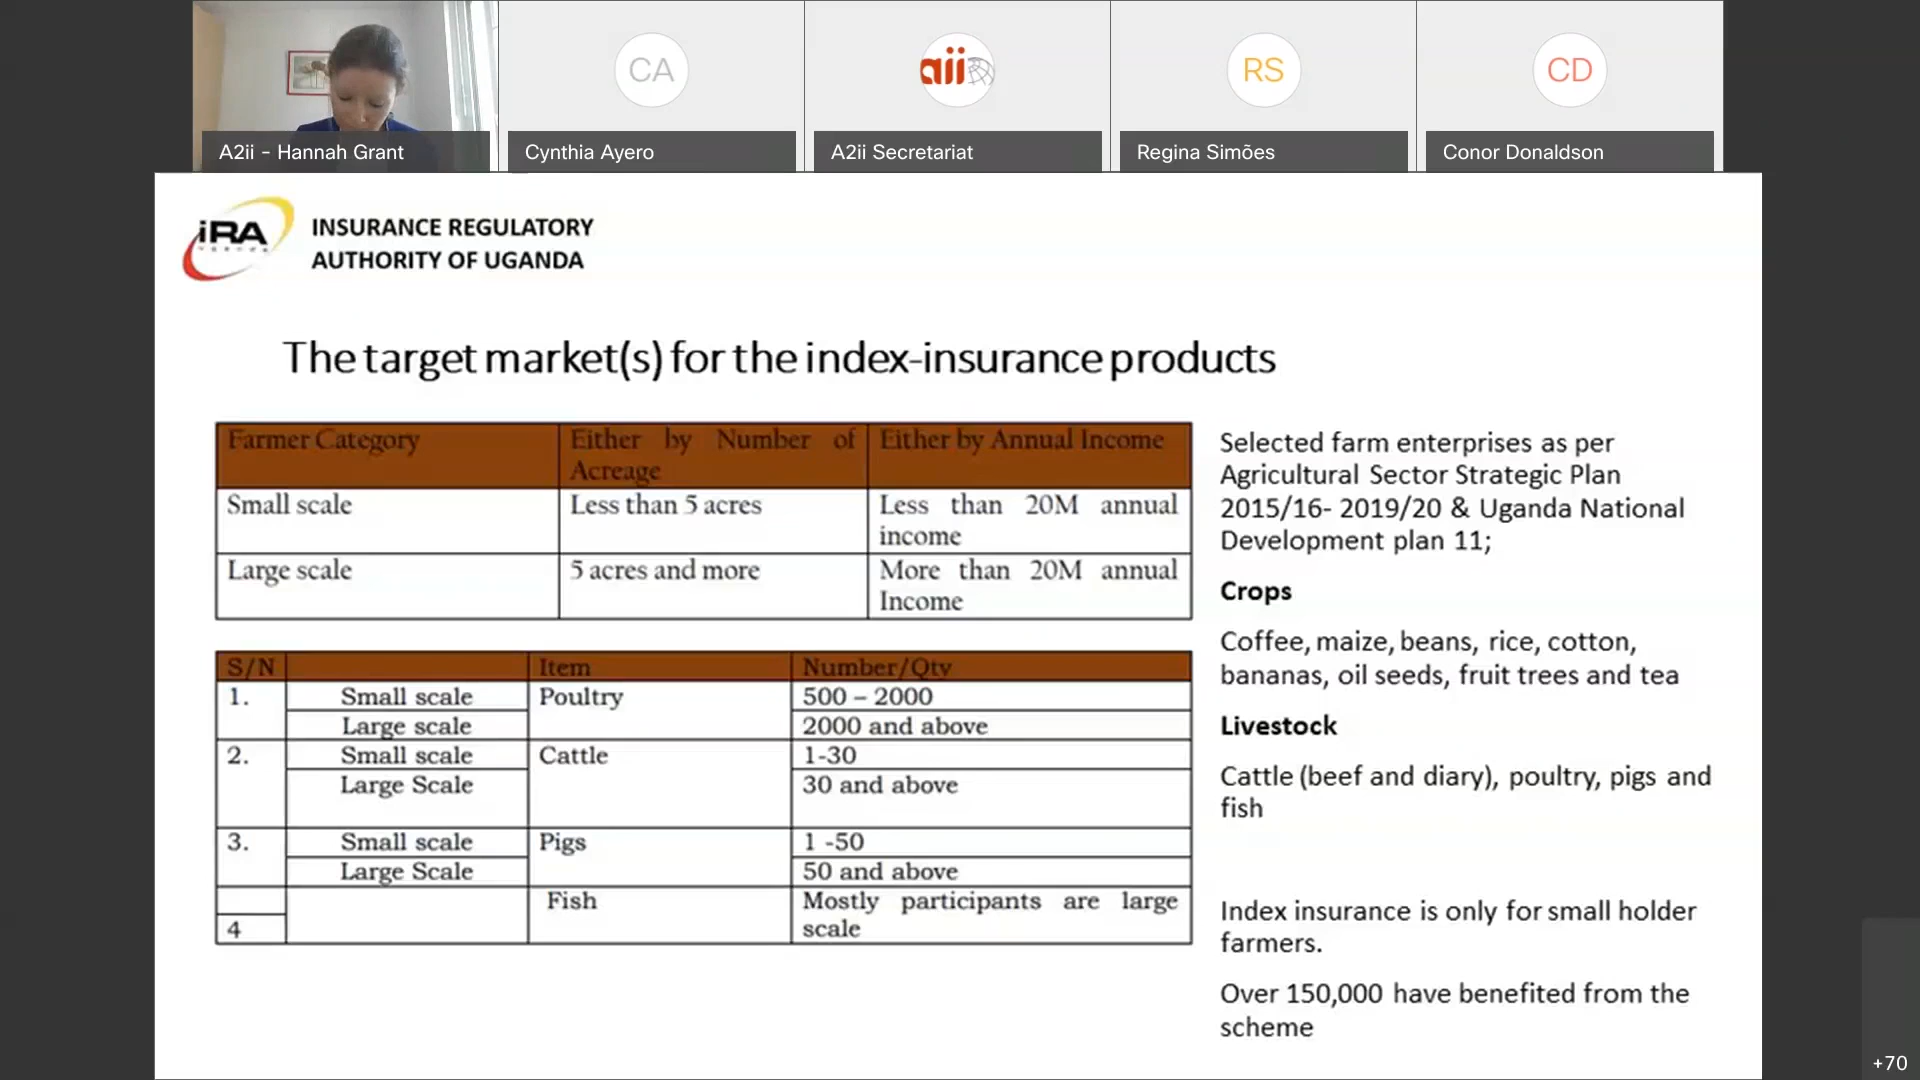 A2ii - Hannah Grant
CA
Cynthia Ayero
aii
A2ii Secretariat
RS
Regina Simões
CD
Conor Donaldson
iRA
INSURANCE REGULATORY
AUTHORITY OF UGANDA
The target market(s) for the index-insurance products
Farmer Category
Either by Number of
Acreage
Either by Annual Income
Small scale
Less than 5 acres
Less than 20M annual
income
Large scale
5 acres and more
More than 20M annual
Income
S/N
Item
Number/Qty
1.
Small scale
Poultry
500 – 2000
Large scale
2000 and above
2.
Small scale
Cattle
1-30
Large Scale
30 and above
3.
Small scale
Pigs
1 -50
Large Scale
50 and above
Fish
Mostly participants are large
scale
4
Selected farm enterprises as per
Agricultural Sector Strategic Plan
2015/16- 2019/20 & Uganda National
Development plan 11;
Crops
Coffee, maize, beans, rice, cotton,
bananas, oil seeds, fruit trees and tea
Livestock
Cattle (beef and diary), poultry, pigs and
fish
Index insurance is only for small holder
farmers.
Over 150,000 have benefited from the
scheme
+70